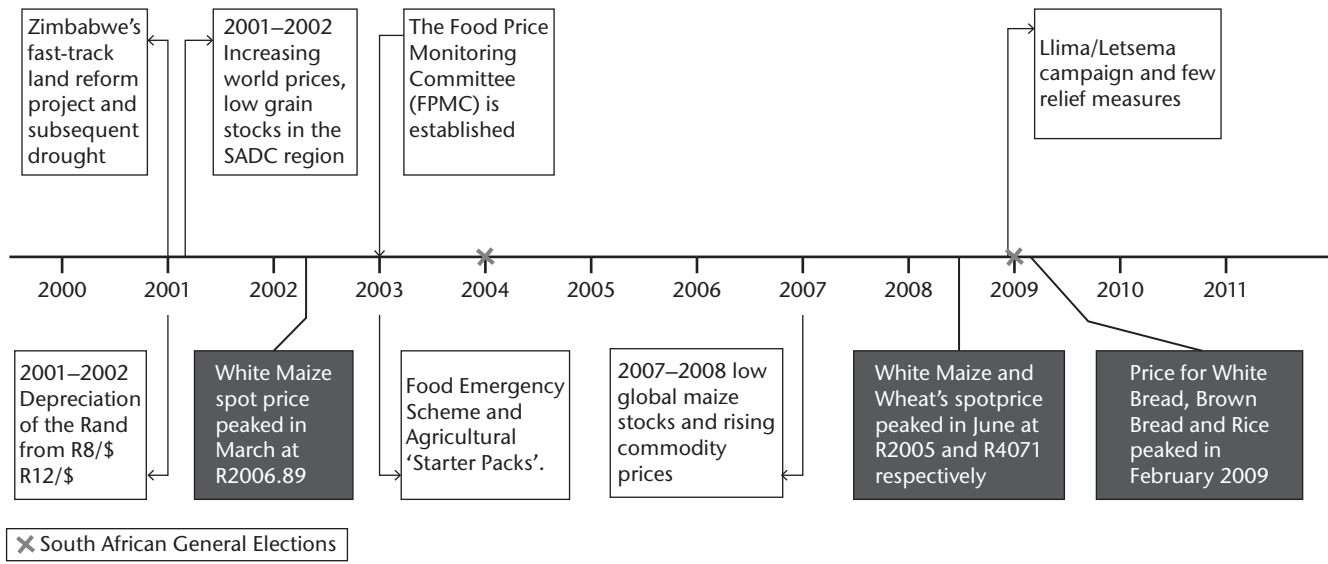 Zimbabwe's
fast-track
land reform
project and
subsequent
drought
2001–2002
Increasing
world prices,
low grain
stocks in the
SADC region
The Food Price
Monitoring
Committee
(FPMC) is
established
Llima/Letsema
campaign and few
relief measures
2000
2001
2002
2003
2004
2005
2006
2007
2008
2009
2010
2011
2001–2002
Depreciation
of the Rand
from R8/$
R12/$
White Maize
spot price
peaked in
March at
R2006.89
Food Emergency
Scheme and
Agricultural
‘Starter Packs’.
2007–2008 low
global maize
stocks and rising
commodity
prices
White Maize and
Wheat's spotprice
peaked in June at
R2005 and R4071
respectively
Price for White
Bread, Brown
Bread and Rice
peaked in
February 2009
South African General Elections